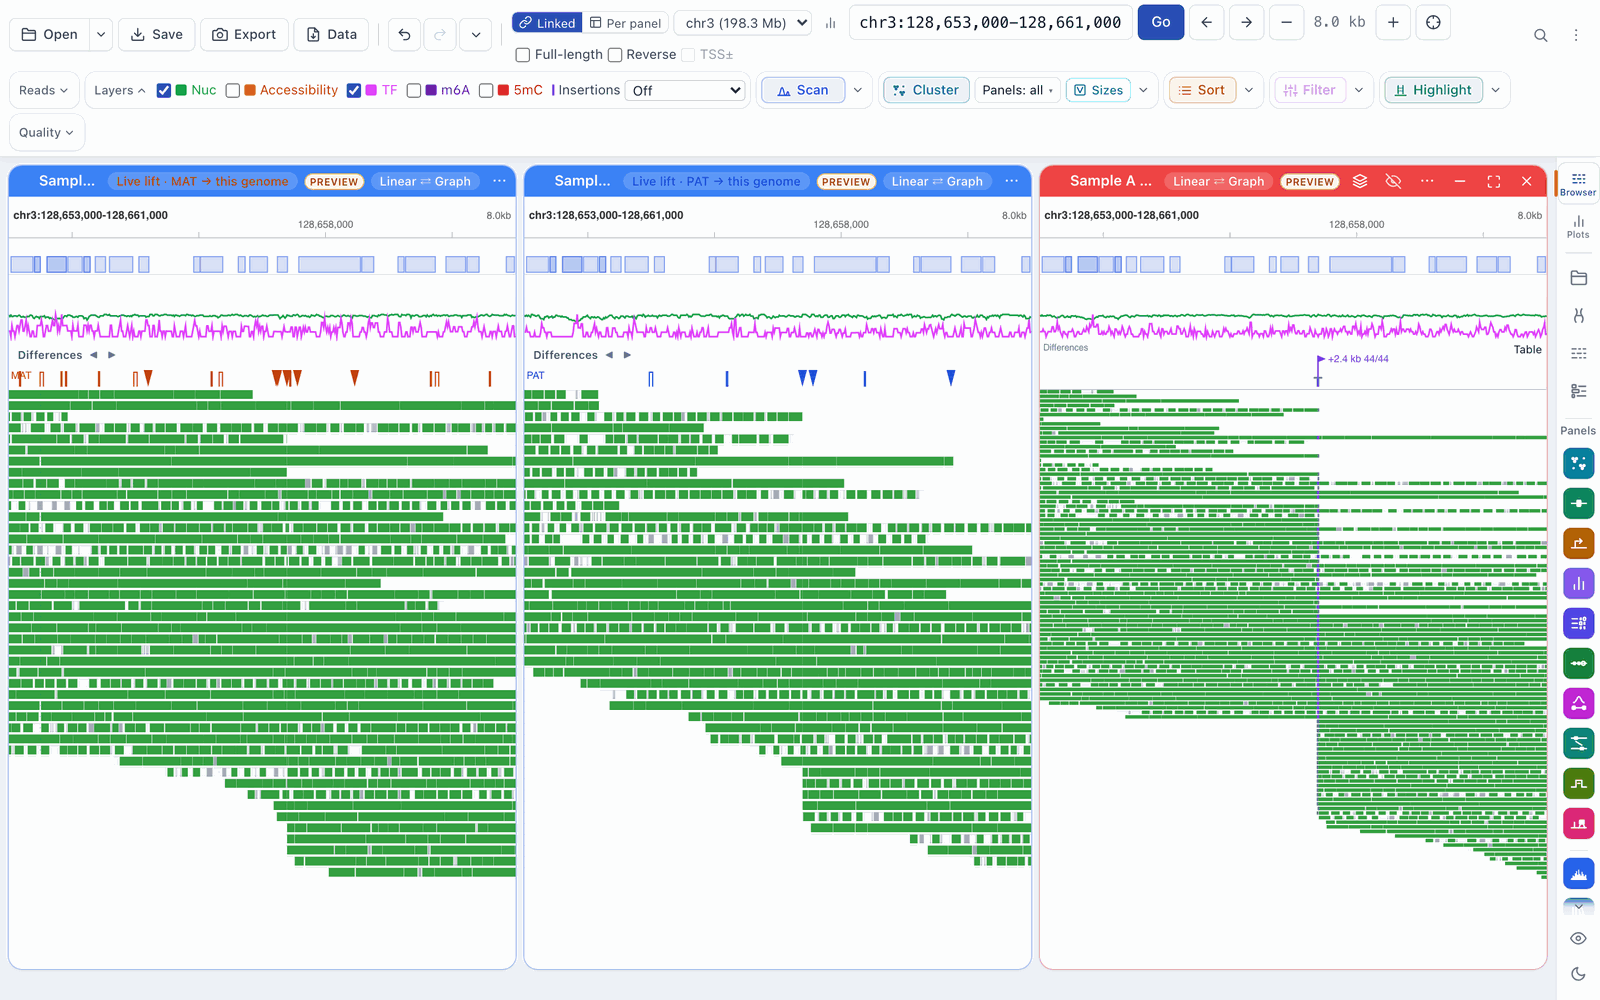 Open
Save
Export
Data
Linked
Per panel
chr3 (198.3 Mb)
chr3:128,653,000–128,661,000
Go
8.0 kb
Full-length
Reverse
TSS±
Reads
Layers
Nuc
Accessibility
TF
m6A
5mC
Insertions
Off
Scan
Cluster
Panels: all
Sizes
Sort
Filter
Highlight
Quality
Sampl...
Live lift · MAT → this genome
PREVIEW
Linear ⇄ Graph
Sampl...
Live lift · PAT → this genome
PREVIEW
Linear ⇄ Graph
Sample A ...
Linear ⇄ Graph
PREVIEW
chr3:128,653,000-128,661,000
8.0kb
128,658,000
chr3:128,653,000-128,661,000
8.0kb
128,658,000
chr3:128,653,000-128,661,000
8.0kb
128,658,000
Differences
MAT
Differences
PAT
Differences
Table
+2.4 kb 44/44
Browser
Plots
Panels